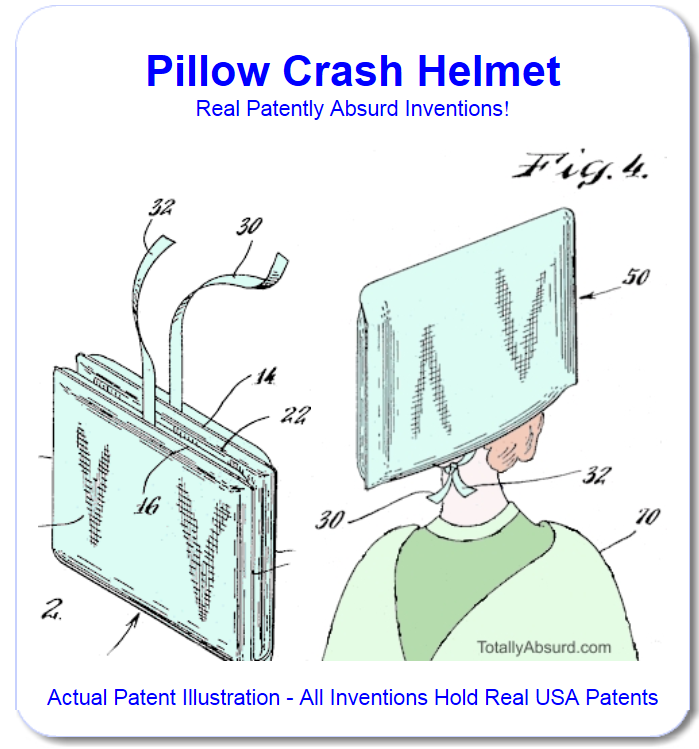 Pillow Crash Helmet
Real Patently Absurd Inventions!
Fig. 4.
32
30
50
14
22
16
32
30
10
2.
TotallyAbsurd.com
Actual Patent Illustration - All Inventions Hold Real USA Patents